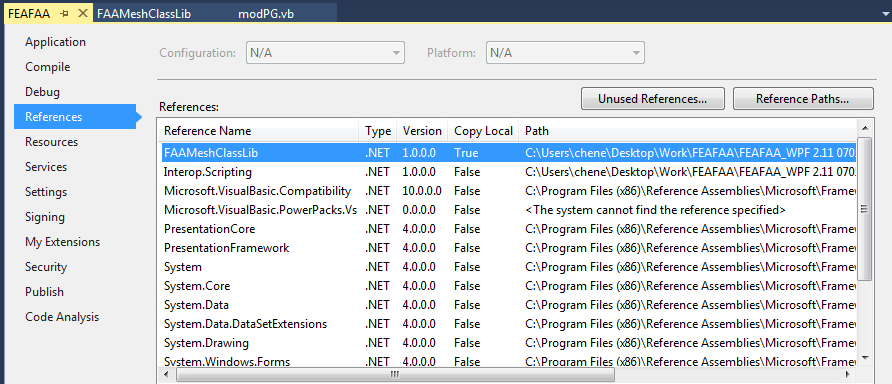 FEAFAA FAAMeshClassLib modPG.vb
Application
Compile
Debug
References
Resources
Services
Settings
Signing
My Extensions
Security
Publish
Code Analysis
Configuration: N/A Platform: N/A
Unused References... Reference Paths...
References:
Reference Name Type Version Copy Local Path
FAAMeshClassLib .NET 1.0.0.0 True C:\Users\chene\Desktop\Work\FEAFAA\FEAFAA_WPF 2.11 070
Interop.Scripting .NET 1.0.0.0 False C:\Users\chene\Desktop\Work\FEAFAA\FEAFAA_WPF 2.11 070
Microsoft.VisualBasic.Compatibility .NET 10.0.0.0 False C:\Program Files (x86)\Reference Assemblies\Microsoft\Framew
Microsoft.VisualBasic.PowerPacks.Vs .NET 0.0.0.0 False <The system cannot find the reference specified>
PresentationCore .NET 4.0.0.0 False C:\Program Files (x86)\Reference Assemblies\Microsoft\Framew
PresentationFramework .NET 4.0.0.0 False C:\Program Files (x86)\Reference Assemblies\Microsoft\Framew
System .NET 4.0.0.0 False C:\Program Files (x86)\Reference Assemblies\Microsoft\Framew
System.Core .NET 4.0.0.0 False C:\Program Files (x86)\Reference Assemblies\Microsoft\Framew
System.Data .NET 4.0.0.0 False C:\Program Files (x86)\Reference Assemblies\Microsoft\Framew
System.Data.DataSetExtensions .NET 4.0.0.0 False C:\Program Files (x86)\Reference Assemblies\Microsoft\Framew
System.Drawing .NET 4.0.0.0 False C:\Program Files (x86)\Reference Assemblies\Microsoft\Framew
System.Windows.Forms .NET 4.0.0.0 False C:\Program Files (x86)\Reference Assemblies\Microsoft\Framew